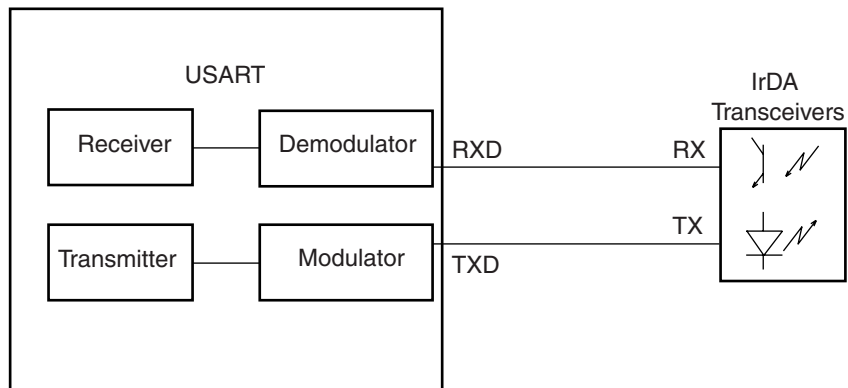 USART
IrDA
Transceivers
Receiver
Demodulator
RXD
RX
Transmitter
Modulator
TXD
TX